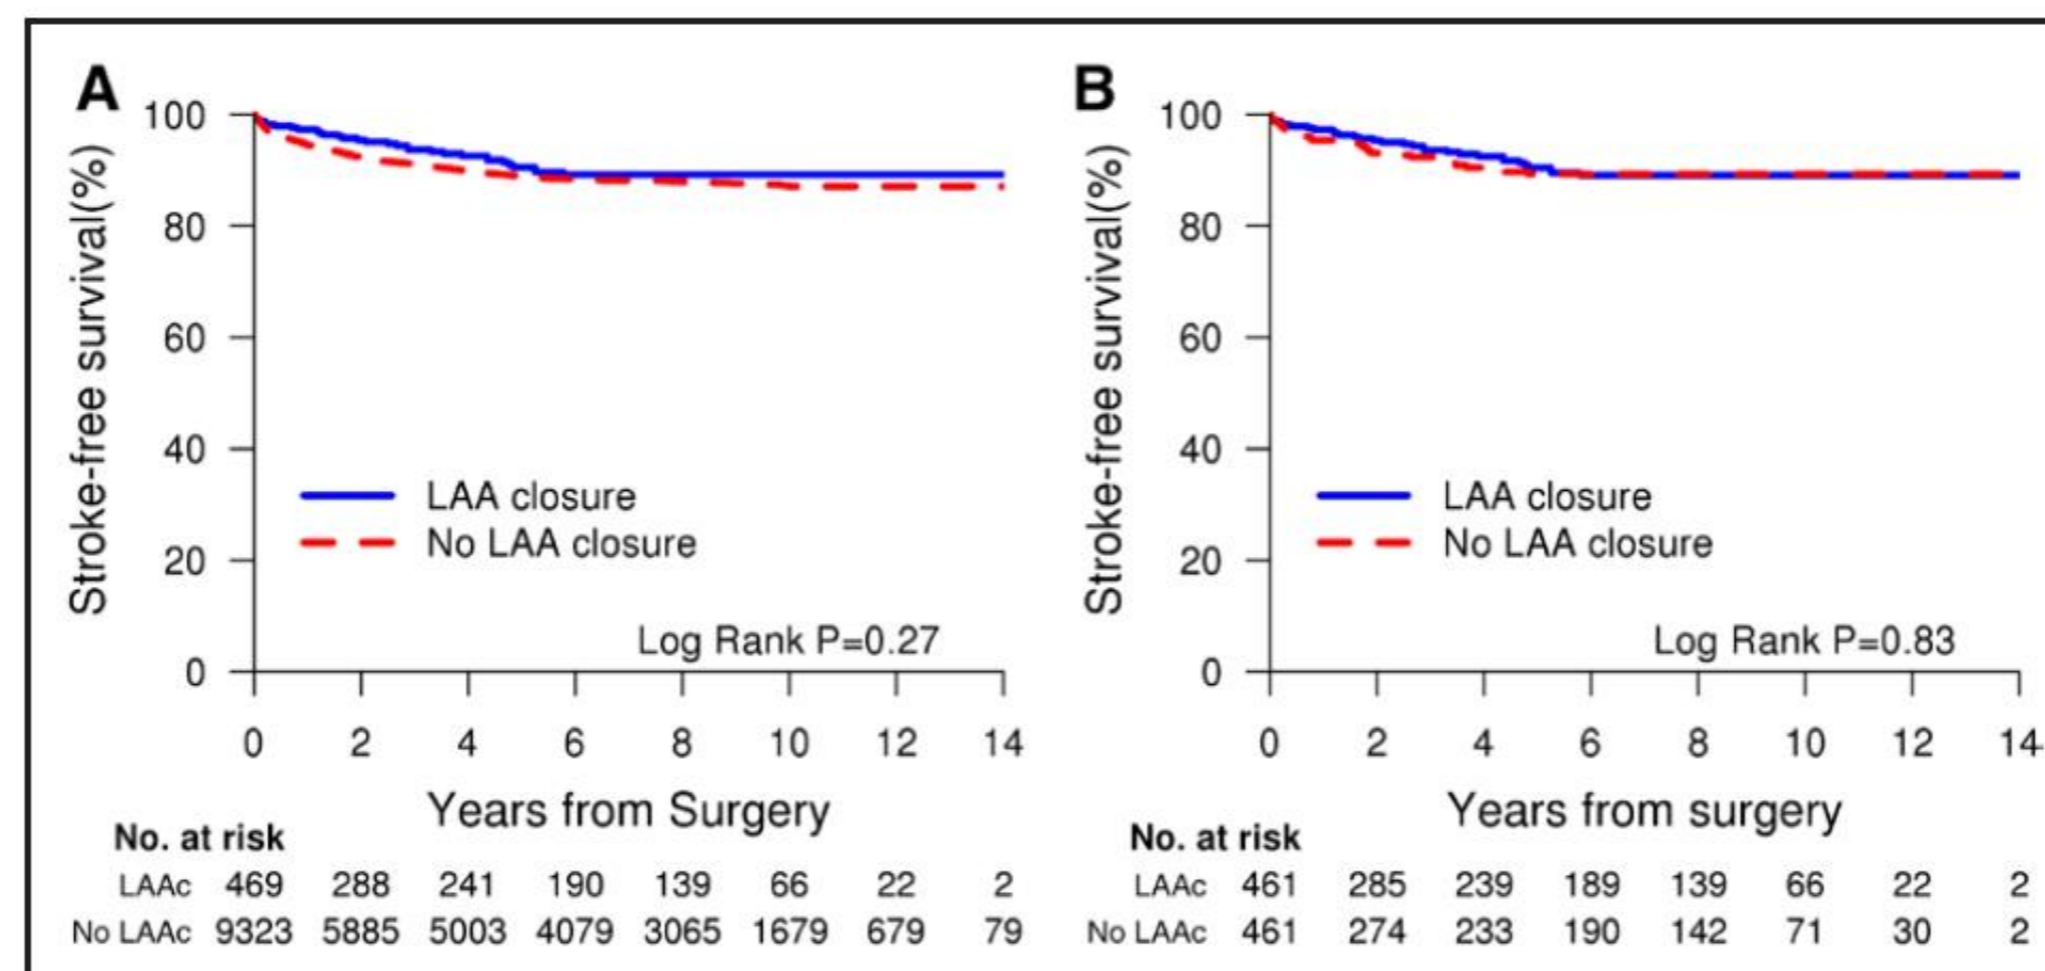 A
Stroke-free survival(%)
100
80
60
40
20
0
LAA closure
No LAA closure
Log Rank P=0.27
0 2 4 6 8 10 12 14
Years from Surgery
No. at risk
LAAc 469 288 241 190 139 66 22 2
No LAAc 9323 5885 5003 4079 3065 1679 679 79
B
Stroke-free survival(%)
100
80
60
40
20
0
LAA closure
No LAA closure
Log Rank P=0.83
0 2 4 6 8 10 12 14
Years from surgery
No. at risk
LAAc 461 285 239 189 139 66 22 2
No LAAc 461 274 233 190 142 71 30 2